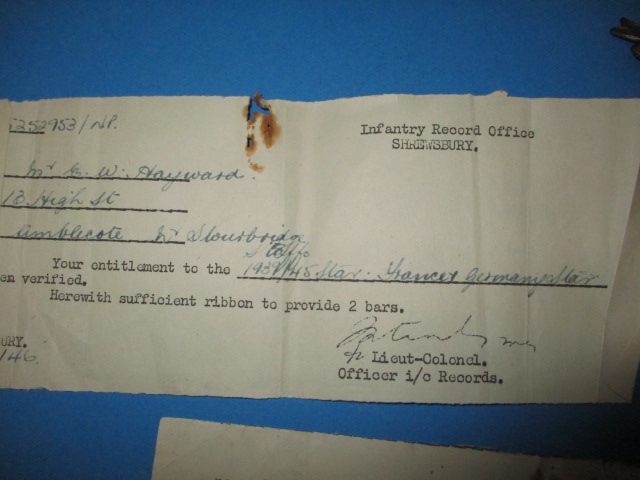 5252953/NP.
Infantry Record Office
SHREWSBURY.
Mr G. W. Hayward.
13 High St
Amblecote Nr Stourbridge
Staffs
Your entitlement to the 1939/45 Star. France & Germany Star
en verified.
Herewith sufficient ribbon to provide 2 bars.
URY.
/46.
Lieut-Colonel.
Officer i/c Records.